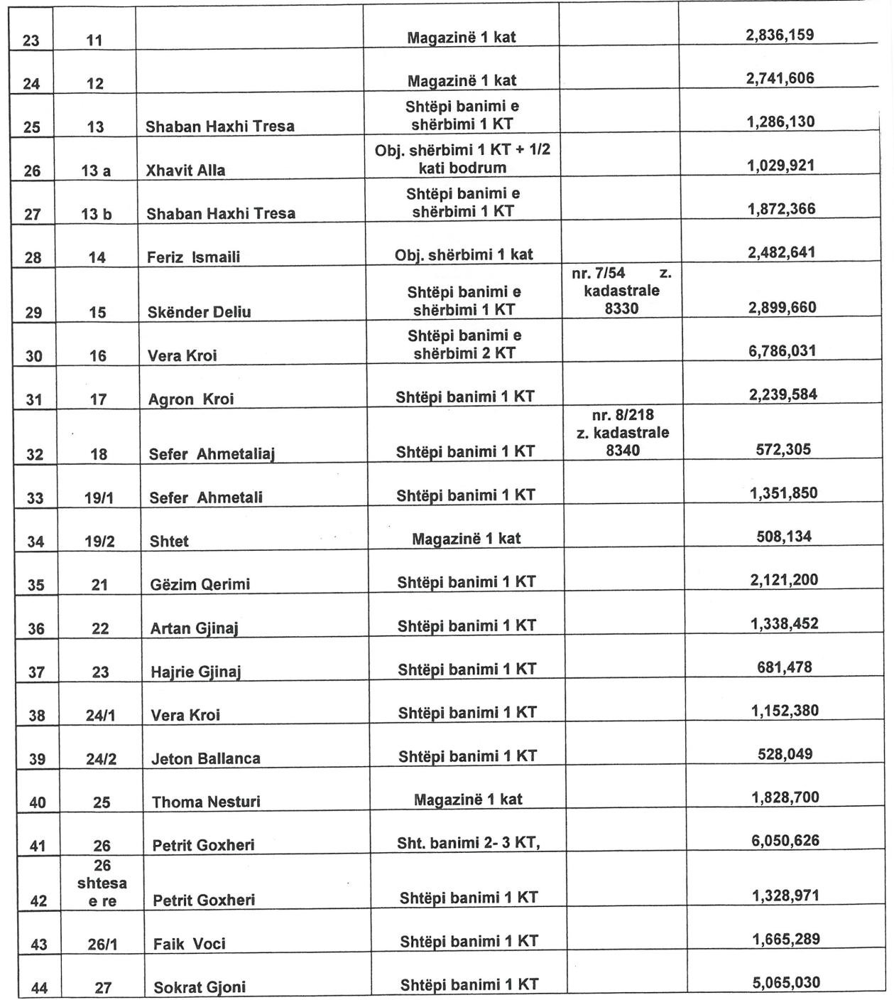 23 11 Magazinë 1 kat 2,836,159
24 12 Magazinë 1 kat 2,741,606
25 13 Shaban Haxhi Tresa Shtëpi banimi e
shërbimi 1 KT 1,286,130
26 13 a Xhavit Alla Obj. shërbimi 1 KT + 1/2
kati bodrum 1,029,921
27 13 b Shaban Haxhi Tresa Shtëpi banimi e
shërbimi 1 KT 1,872,366
28 14 Feriz Ismaili Obj. shërbimi 1 kat 2,482,641
29 15 Skënder Deliu Shtëpi banimi e
shërbimi 1 KT nr. 7/54 z.
kadastrale
8330 2,899,660
30 16 Vera Kroi Shtëpi banimi e
shërbimi 2 KT 6,786,031
31 17 Agron Kroi Shtëpi banimi 1 KT 2,239,584
32 18 Sefer Ahmetaliaj Shtëpi banimi 1 KT nr. 8/218
z. kadastrale
8340 572,305
33 19/1 Sefer Ahmetali Shtëpi banimi 1 KT 1,351,850
34 19/2 Shtet Magazinë 1 kat 508,134
35 21 Gëzim Qerimi Shtëpi banimi 1 KT 2,121,200
36 22 Artan Gjinaj Shtëpi banimi 1 KT 1,338,452
37 23 Hajrie Gjinaj Shtëpi banimi 1 KT 681,478
38 24/1 Vera Kroi Shtëpi banimi 1 KT 1,152,380
39 24/2 Jeton Ballanca Shtëpi banimi 1 KT 528,049
40 25 Thoma Nesturi Magazinë 1 kat 1,828,700
41 26 Petrit Goxheri Sht. banimi 2- 3 KT, 6,050,626
42 26
shtesa
e re Petrit Goxheri Shtëpi banimi 1 KT 1,328,971
43 26/1 Faik Voci Shtëpi banimi 1 KT 1,665,289
44 27 Sokrat Gjoni Shtëpi banimi 1 KT 5,065,030